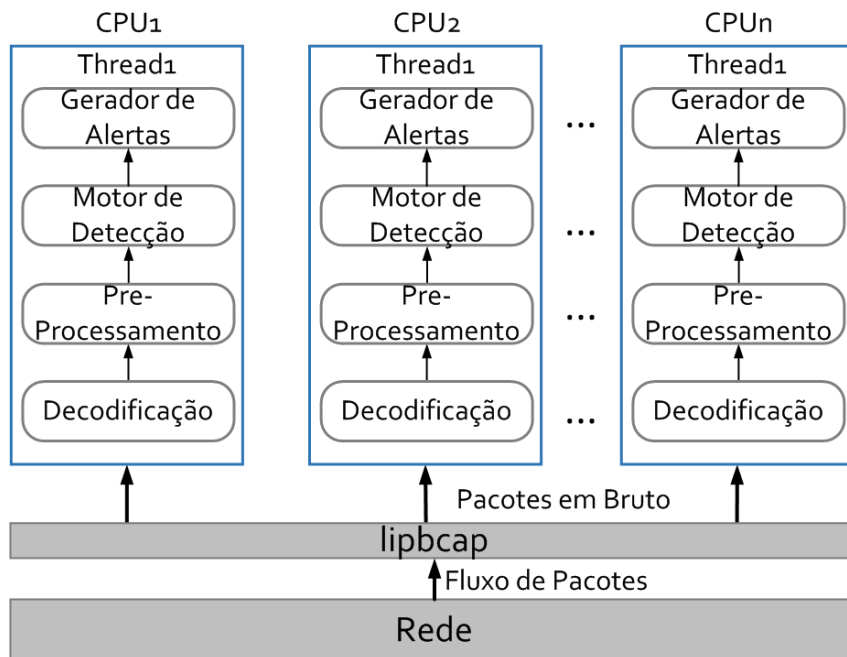 CPU1
CPU2
CPUn
Thread1
Thread1
Thread1
Gerador de
Alertas
Gerador de
Alertas
...
Gerador de
Alertas
Motor de
Detecção
Motor de
Detecção
...
Motor de
Detecção
Pre-
Processamento
Pre-
Processamento
...
Pre-
Processamento
Decodificação
Decodificação
...
Decodificação
Pacotes em Bruto
lipbcap
Fluxo de Pacotes
Rede